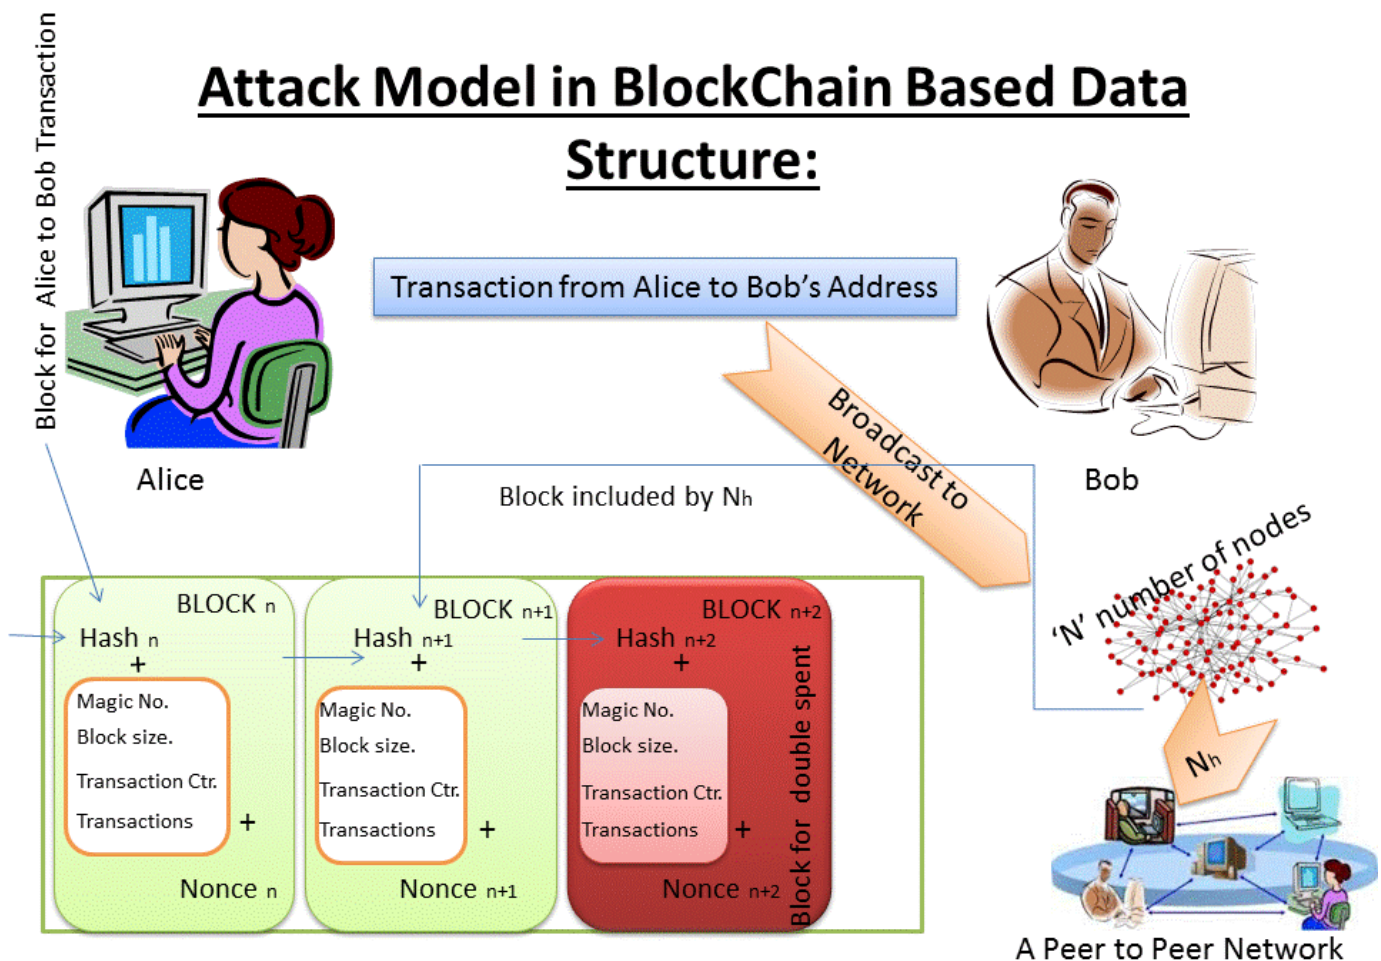 Attack Model in BlockChain Based Data
Structure:
Block for Alice to Bob Transaction
Transaction from Alice to Bob's Address
Broadcast to
Network
Alice
Bob
Block included by Nh
'N' number of nodes
BLOCK n
Hash n
+
Magic No.
Block size.
Transaction Ctr.
Transactions
+
Nonce n
BLOCK n+1
Hash n+1
+
Magic No.
Block size.
Transaction Ctr.
Transactions
+
Nonce n+1
BLOCK n+2
Hash n+2
+
Magic No.
Block size.
Transaction Ctr.
Transactions
+
Nonce n+2
Block for double spent
Nh
A Peer to Peer Network